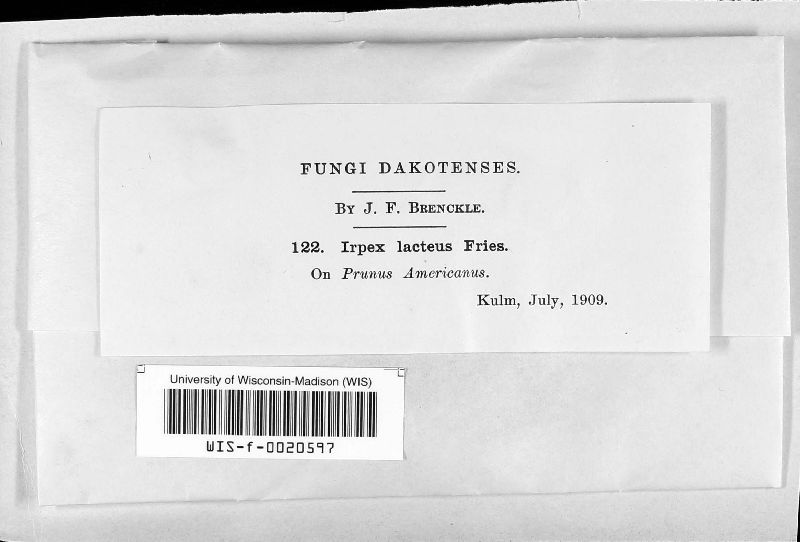 FUNGI DAKOTENSES.
By J. F. Brenckle.
122. Irpex lacteus Fries.
On Prunus Americanus.
Kulm, July, 1909.
University of Wisconsin-Madison (WIS)
WIS-f-0020597